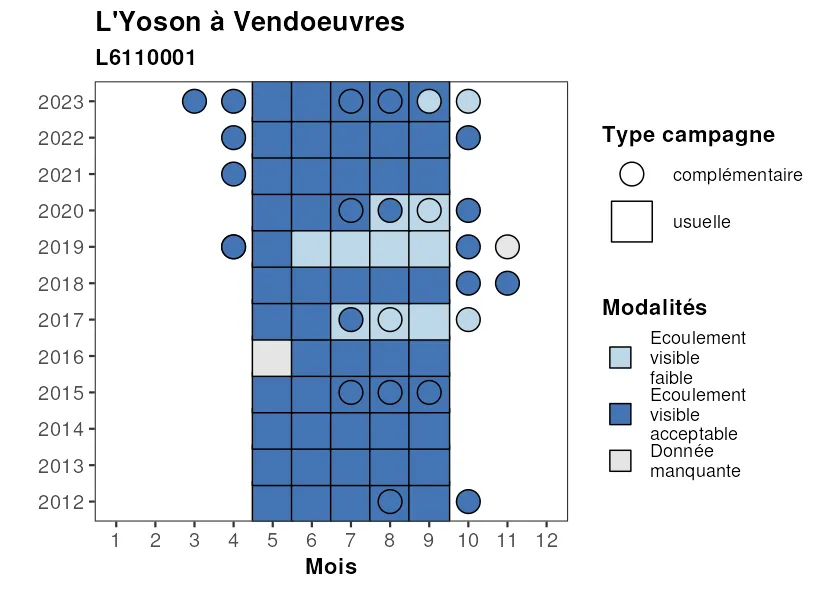 L'Yoson à Vendoeuvres
L6110001
2023
2022
2021
2020
2019
2018
2017
2016
2015
2014
2013
2012
1 2 3 4 5 6 7 8 9 10 11 12
Mois
Type campagne
complémentaire
usuelle
Modalités
Ecoulement
visible
faible
Ecoulement
visible
acceptable
Donnée
manquante